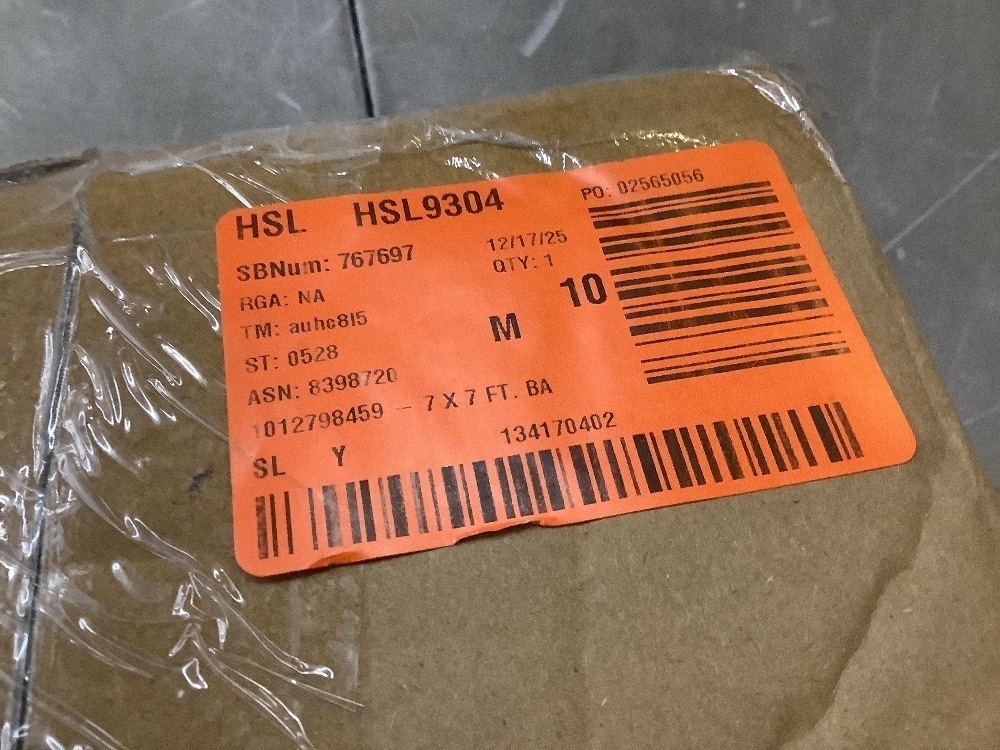 HSL HSL9304
PO: 02565056
SBNum: 767697
12/17/25
RGA: NA
QTY: 1
TM: auhc8l5
M
10
ST: 0528
ASN: 8398720
1012798459 – 7 X 7 FT. BA
SL Y
134170402